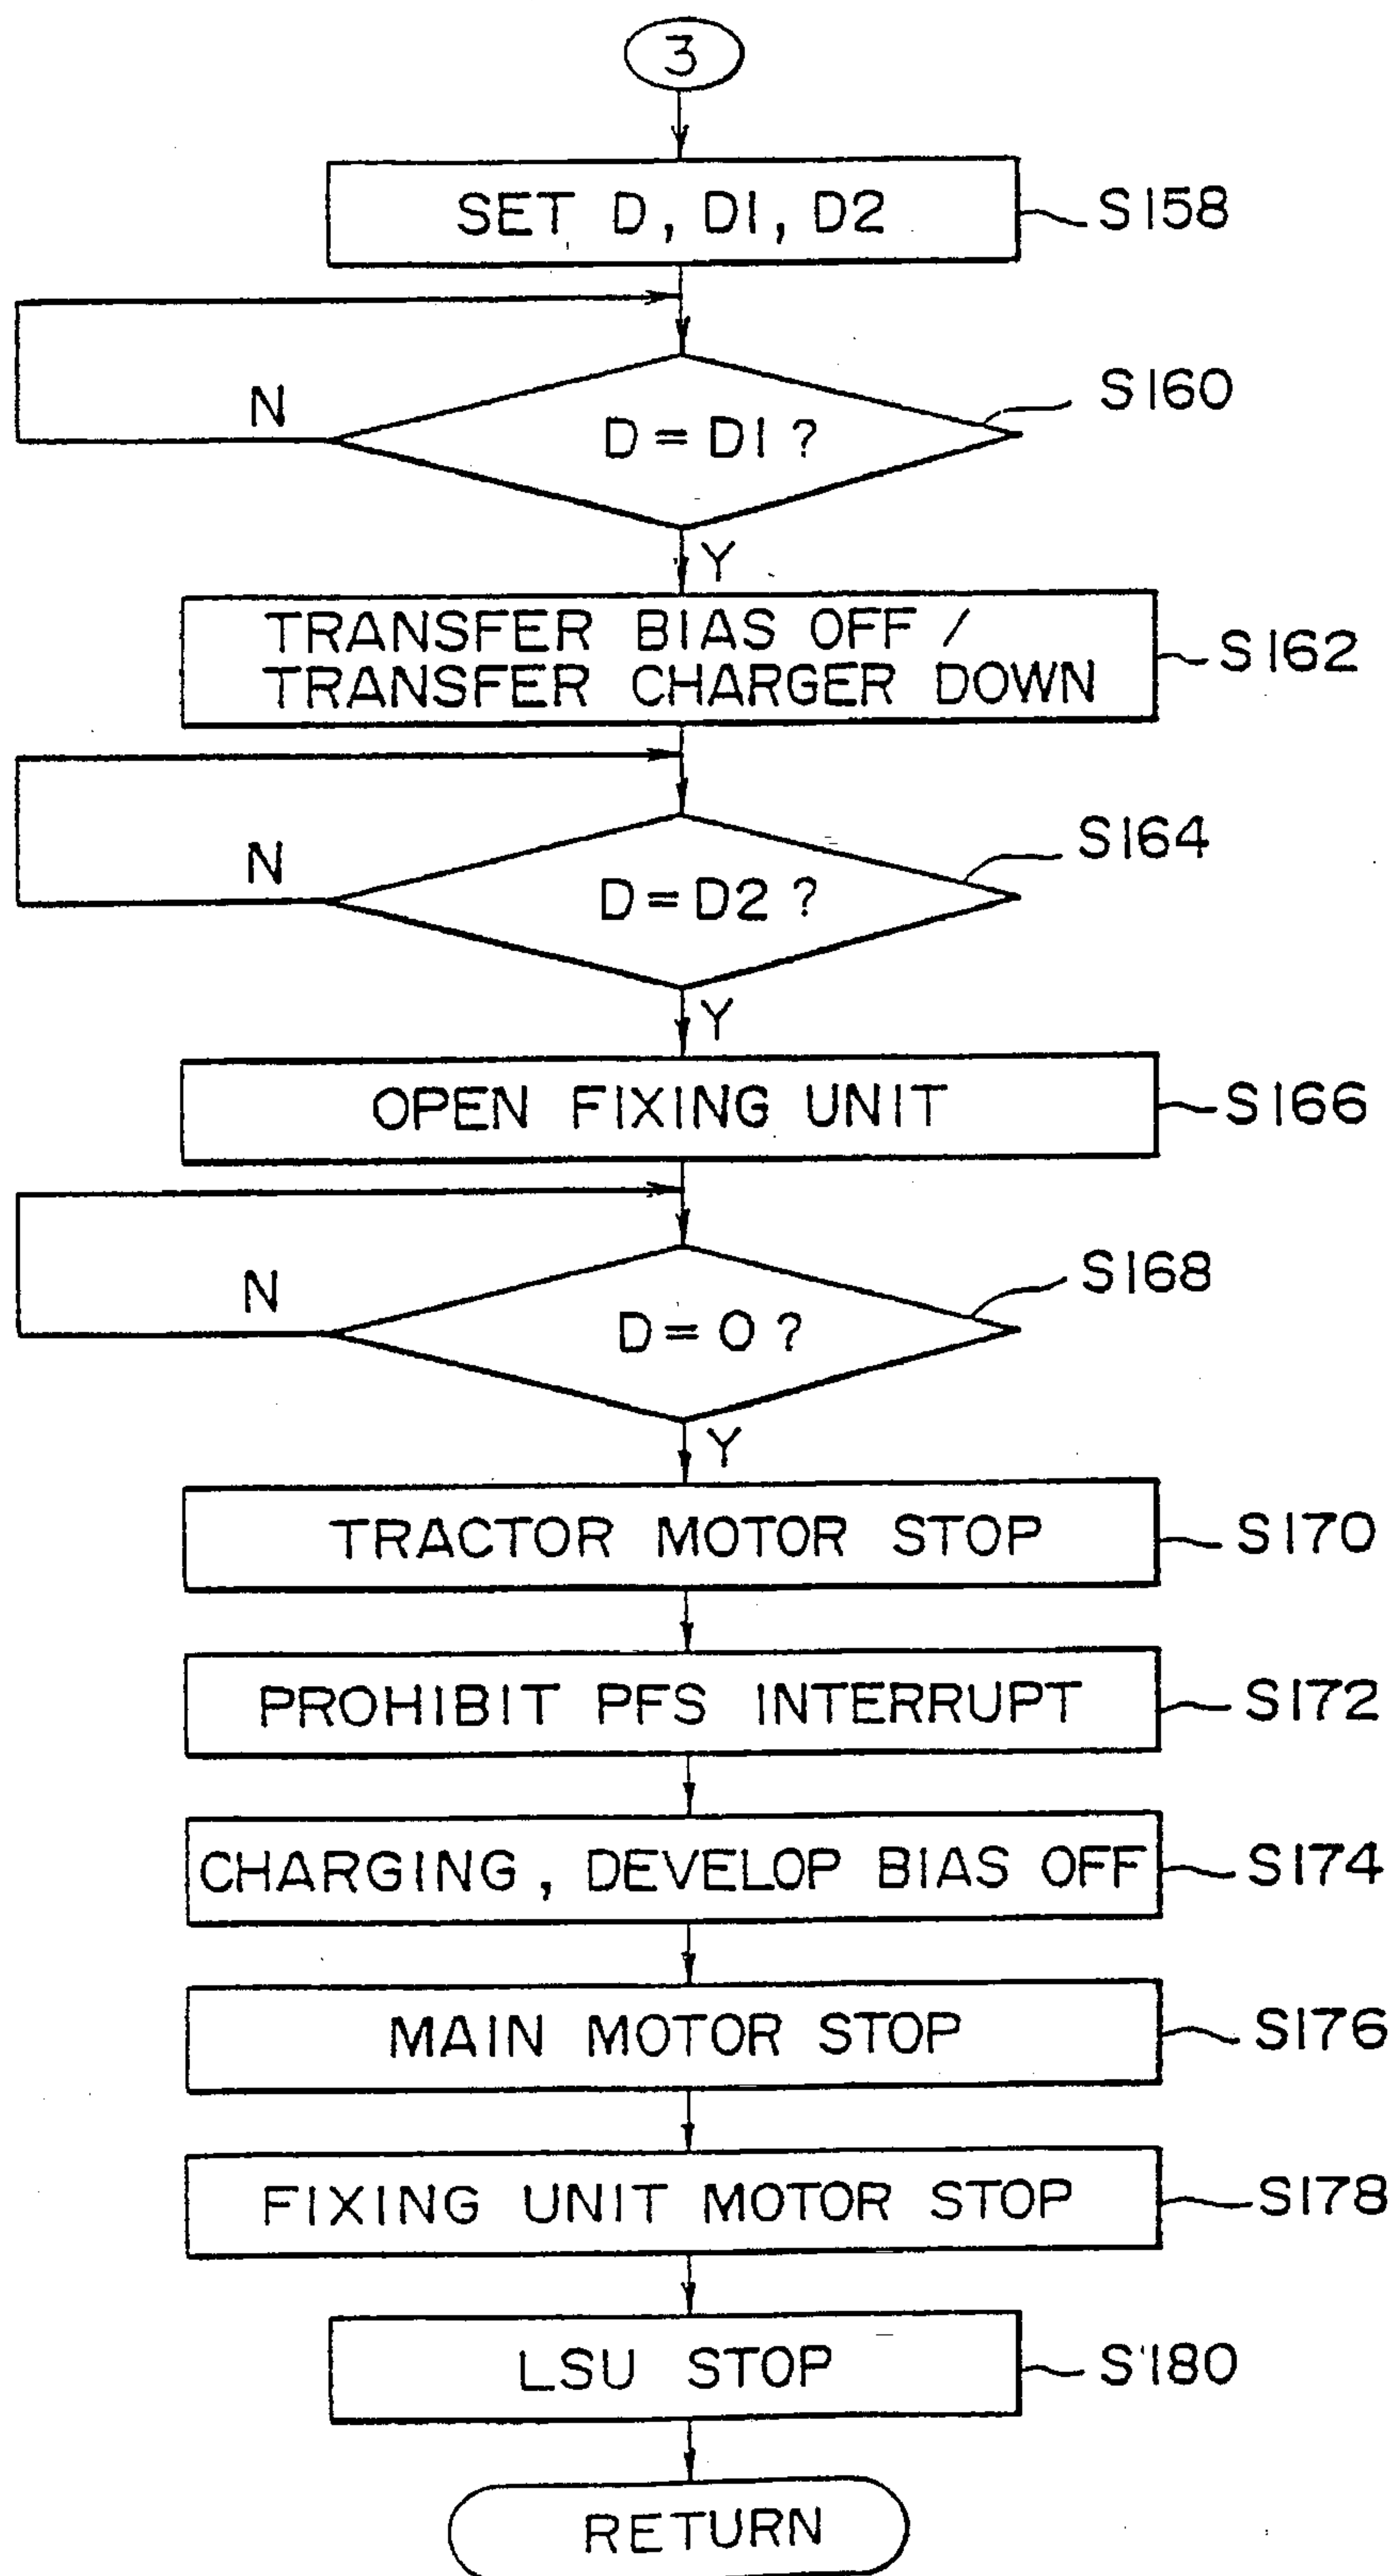 3
SET D, D1, D2
S158
N
D=D1?
S160
Y
TRANSFER BIAS OFF /
TRANSFER CHARGER DOWN
S162
N
D=D2?
S164
Y
OPEN FIXING UNIT
S166
N
D=0?
S168
Y
TRACTOR MOTOR STOP
S170
PROHIBIT PFS INTERRUPT
S172
CHARGING, DEVELOP BIAS OFF
S174
MAIN MOTOR STOP
S176
FIXING UNIT MOTOR STOP
S178
LSU STOP
S180
RETURN